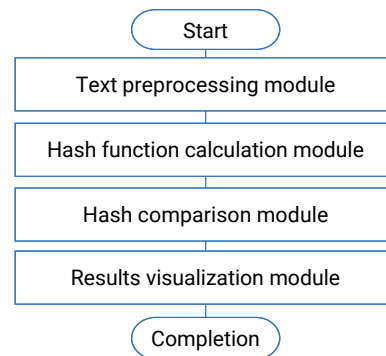 Start
Text preprocessing module
Hash function calculation module
Hash comparison module
Results visualization module
Completion